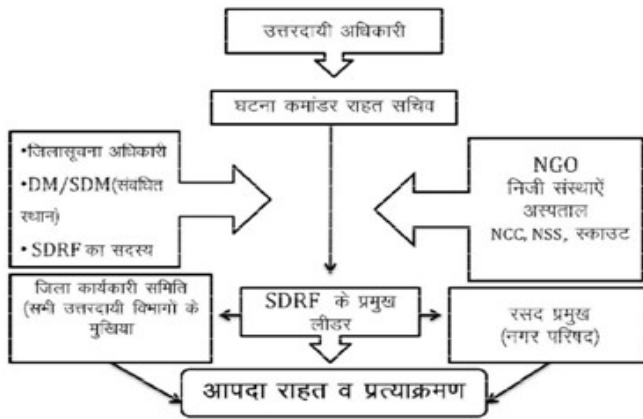 उत्तरदायी अधिकारी
घटना कमांडर राहत सचिव
•जिलासूचना अधिकारी
•DM/SDM(संबधित
स्थान)
• SDRF का सदस्य
NGO
निजी संस्थाऐं
अस्पताल
NCC, NSS, स्काउट
जिला कार्यकारी समिति
(सभी उत्तरदायी विभागों के
मुखिया
SDRF के प्रमुख
लीडर
रसद प्रमुख
(नगर परिषद)
आपदा राहत व प्रत्याक्रमण